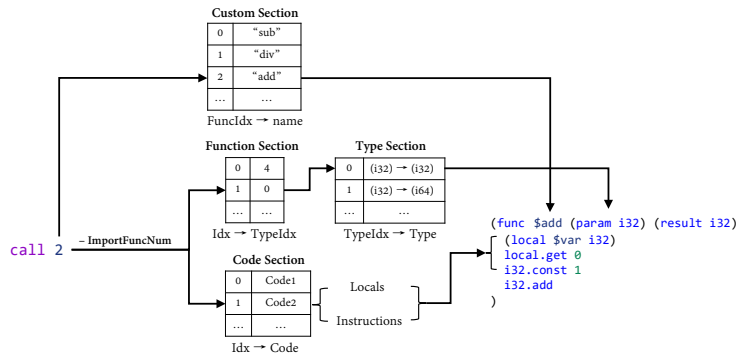 Custom Section
0 “sub”
1 “div”
2 “add”
... ...
FuncIdx → name
Function Section
0 4
1 0
... ...
Idx → TypeIdx
Type Section
0 (i32) → (i32)
1 (i32) → (i64)
... ...
TypeIdx → Type
call 2
– ImportFuncNum
Code Section
0 Code1
1 Code2
... ...
Idx → Code
Locals
Instructions
(func $add (param i32) (result i32)
(local $var i32)
local.get 0
i32.const 1
i32.add
)